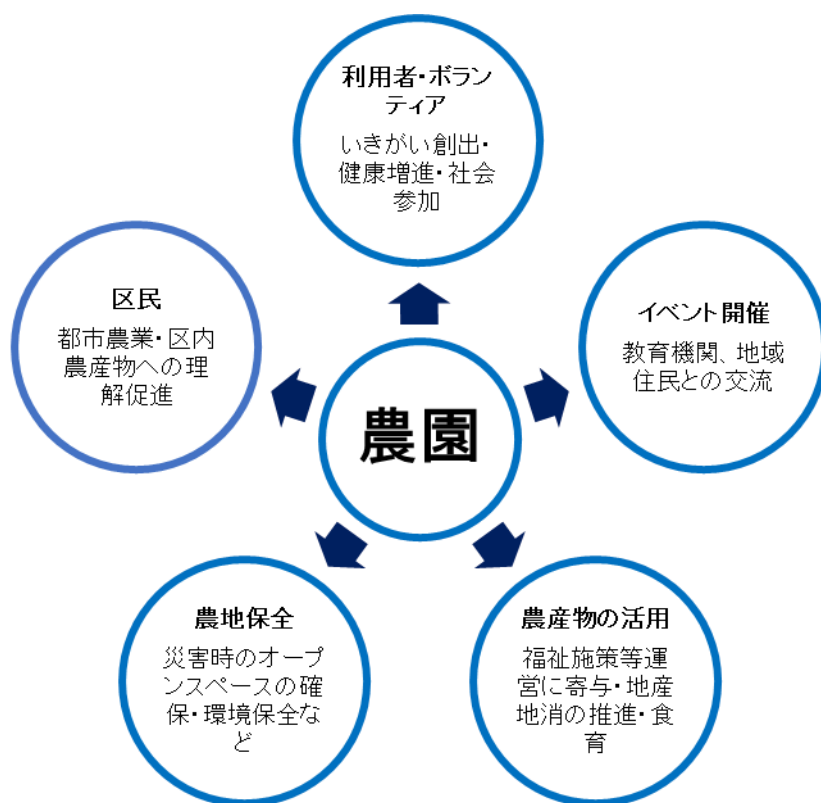 利用者・ボラン
ティア
いきがい創出・
健康増進・社会
参加
区民
都市農業・区内
農産物への理
解促進
イベント開催
教育機関、地域
住民との交流
農園
農地保全
災害時のオープ
ンスペースの確
保・環境保全な
ど
農産物の活用
福祉施策等運
営に寄与・地産
地消の推進・食
育